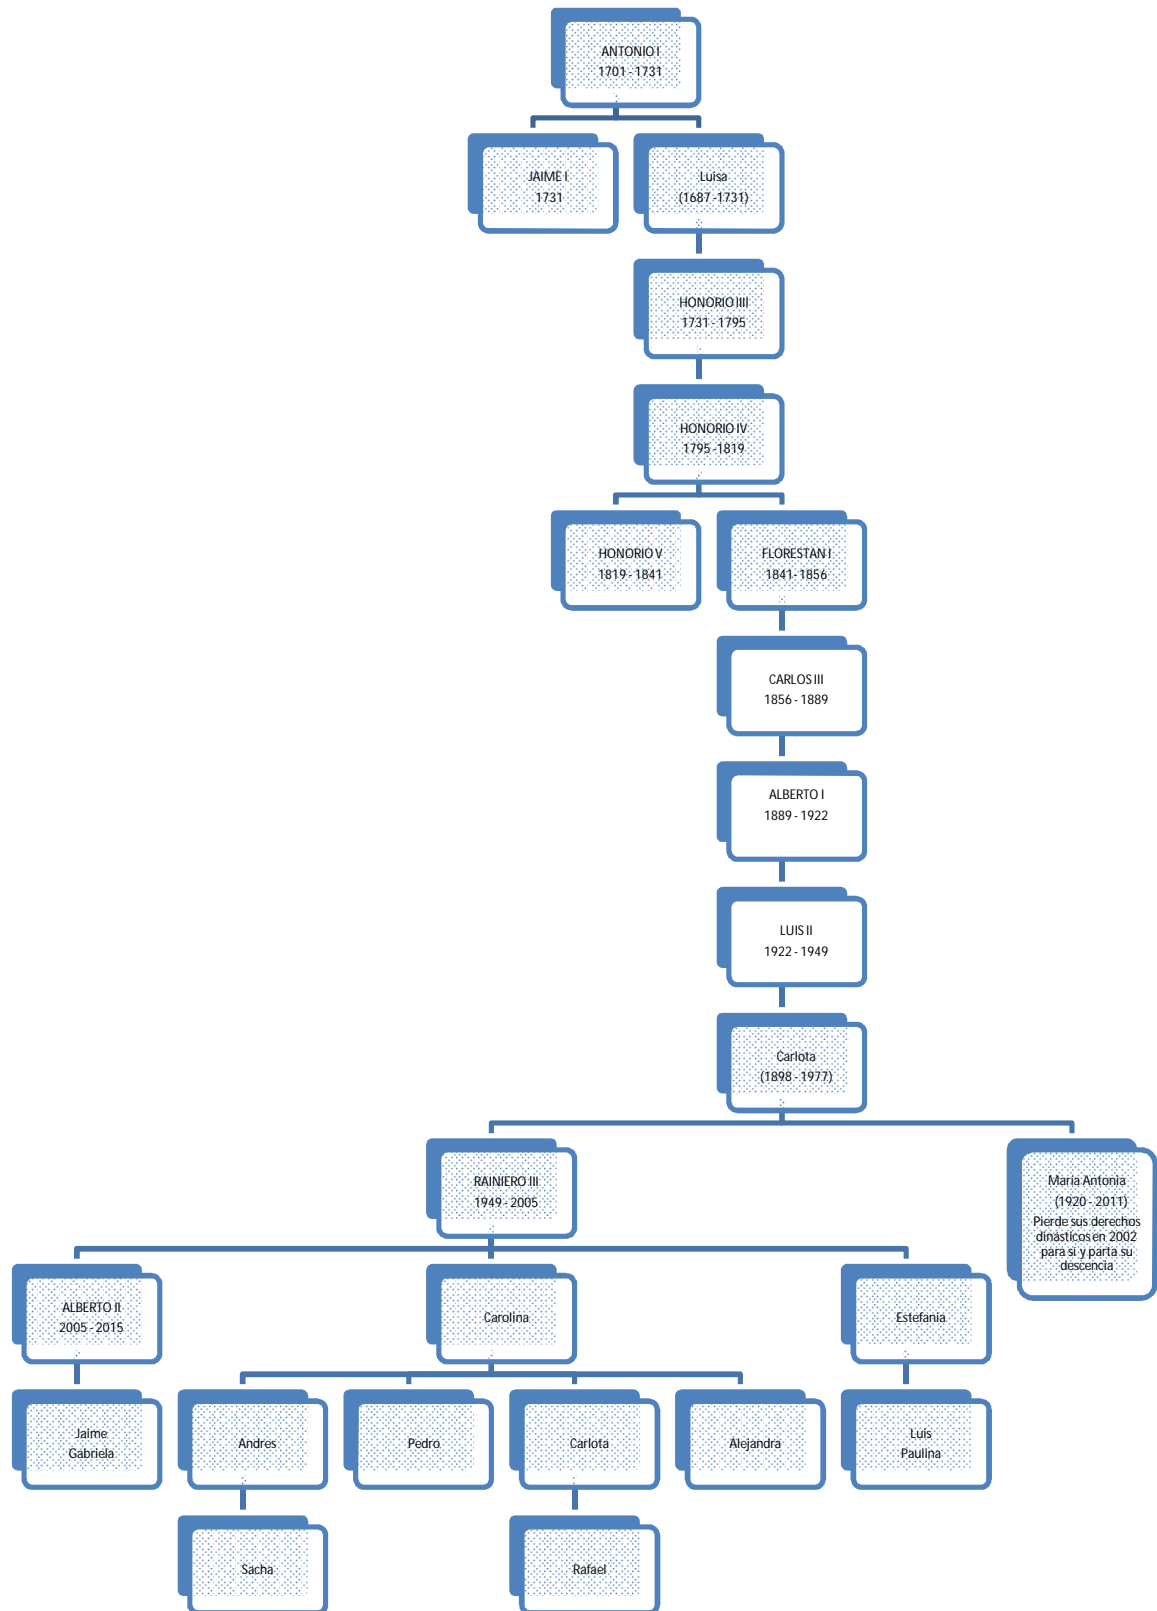 ANTONIO I
1701 - 1731
JAIME I
1731
Luisa
(1687 -1731)
HONORIO IIII
1731 - 1795
HONORIO IV
1795 -1819
HONORIO V
1819 - 1841
FLORESTAN I
1841- 1856
CARLOS III
1856 - 1889
ALBERTO I
1889 - 1922
LUIS II
1922 - 1949
Carlota
(1898 - 1977)
RAINIERO III
1949 - 2005
Maria Antonia
(1920 - 2011)
Pierde sus derechos
dinasticos en 2002
para si y parta su
descencia
ALBERTO II
2005 - 2015
Carolina
Estefania
Jaime
Gabriela
Andres
Pedro
Carlota
Alejandra
Luis
Paulina
Sacha
Rafael